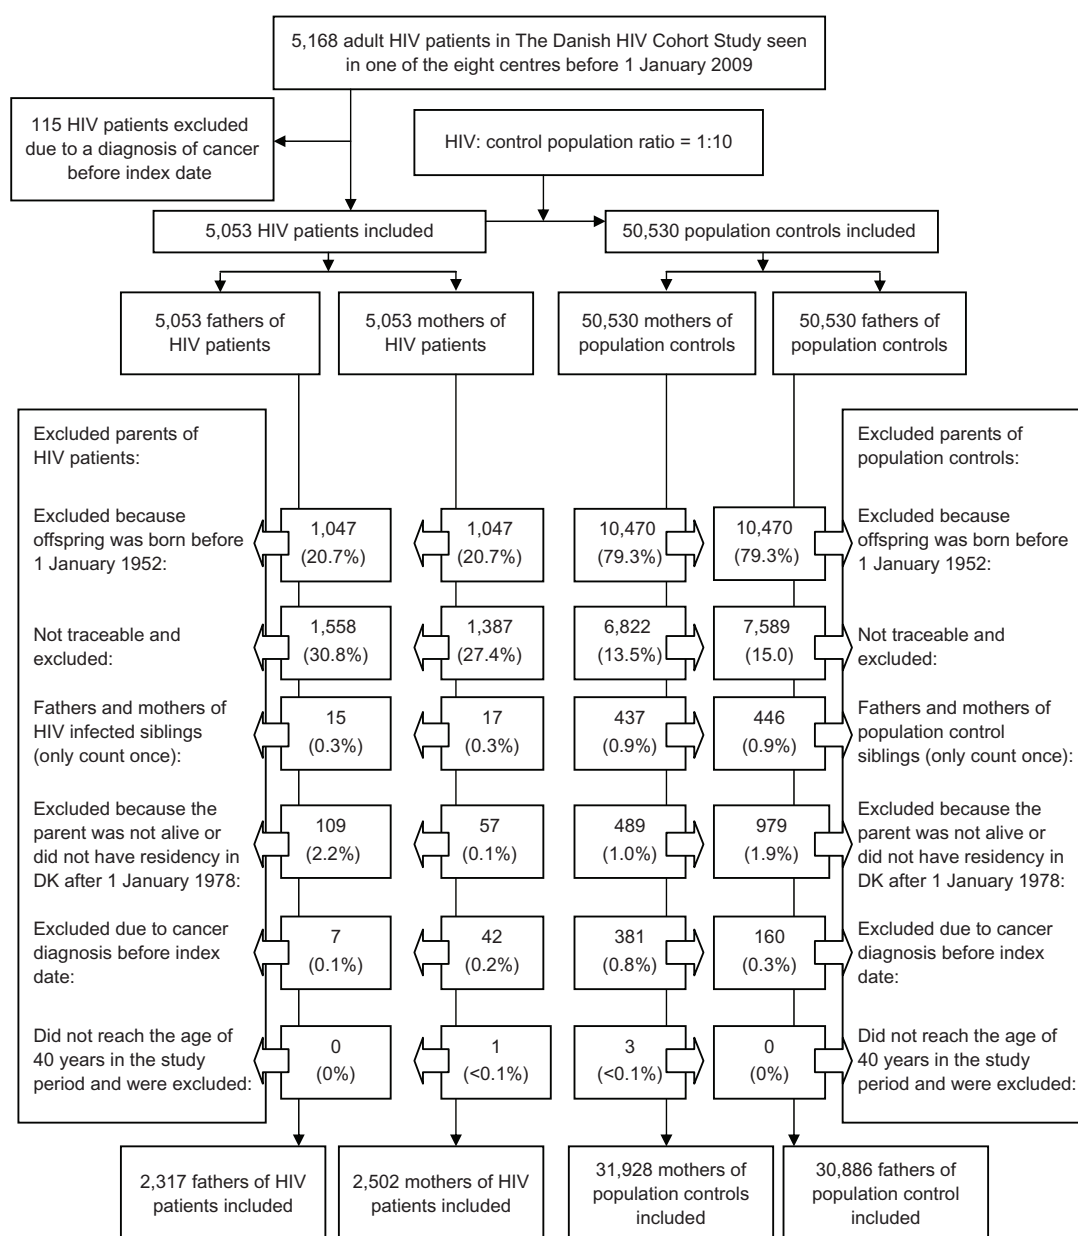 5,168 adult HIV patients in The Danish HIV Cohort Study seen
in one of the eight centres before 1 January 2009
115 HIV patients excluded
due to a diagnosis of cancer
before index date
HIV: control population ratio = 1:10
5,053 HIV patients included
50,530 population controls included
5,053 fathers of
HIV patients
5,053 mothers of
HIV patients
50,530 mothers of
population controls
50,530 fathers of
population controls
Excluded parents of
HIV patients:
Excluded parents of
population controls:
Excluded because
offspring was born before
1 January 1952:
1,047
(20.7%)
1,047
(20.7%)
10,470
(79.3%)
10,470
(79.3%)
Excluded because
offspring was born before
1 January 1952:
Not traceable and
excluded:
1,558
(30.8%)
1,387
(27.4%)
6,822
(13.5%)
7,589
(15.0)
Not traceable and
excluded:
Fathers and mothers of
HIV infected siblings
(only count once):
15
(0.3%)
17
(0.3%)
437
(0.9%)
446
(0.9%)
Fathers and mothers of
population control
siblings (only count once):
Excluded because the
parent was not alive or
did not have residency in
DK after 1 January 1978:
109
(2.2%)
57
(0.1%)
489
(1.0%)
979
(1.9%)
Excluded because the
parent was not alive or
did not have residency in
DK after 1 January 1978:
Excluded due to cancer
diagnosis before index
date:
7
(0.1%)
42
(0.2%)
381
(0.8%)
160
(0.3%)
Excluded due to cancer
diagnosis before index
date:
Did not reach the age of
40 years in the study
period and were excluded:
0
(0%)
1
(<0.1%)
3
(<0.1%)
0
(0%)
Did not reach the age of
40 years in the study
period and were excluded:
2,317 fathers of HIV
patients included
2,502 mothers of HIV
patients included
31,928 mothers of
population controls
included
30,886 fathers of
population control
included